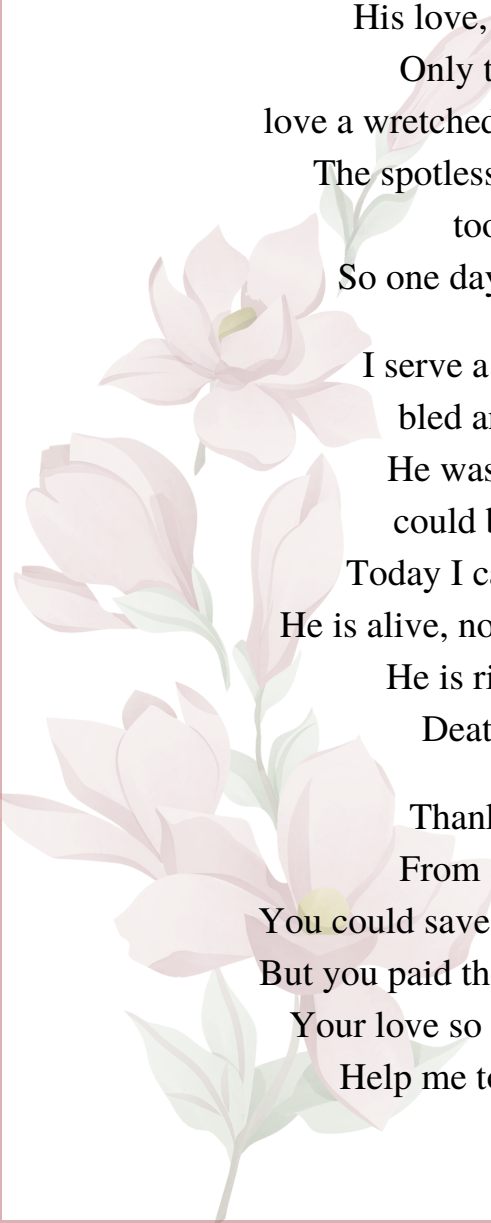 His love,
Only t
love a wretched
The spotless
too
So one day
I serve a
bled a
He was
could b
Today I ca
He is alive, no
He is ri
Deat
Thank
From
You could save
But you paid th
Your love so
Help me to